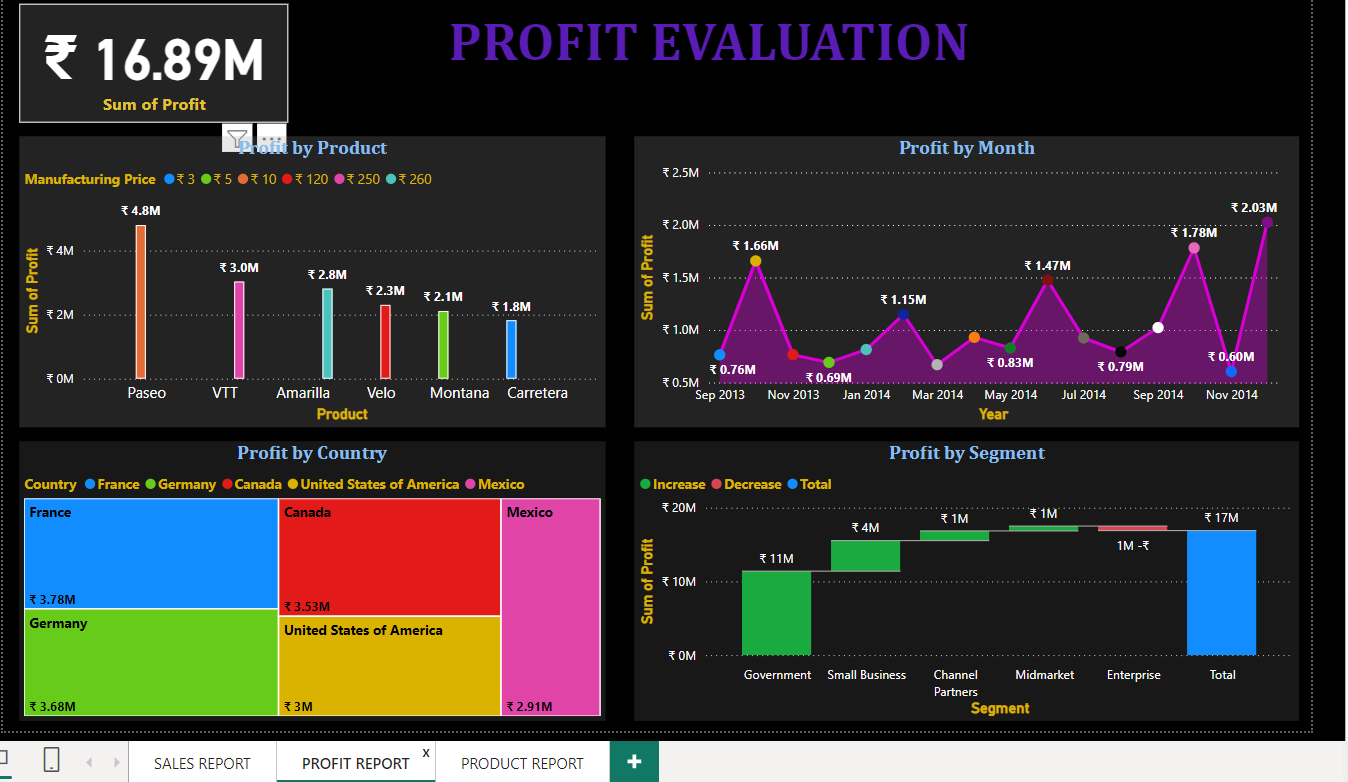 ₹ 16.89M
Sum of Profit
PROFIT EVALUATION
Profit by Product
Manufacturing Price ₹ 3 ₹ 5 ₹ 10 ₹ 120 ₹ 250 ₹ 260
Sum of Profit
₹ 4M
₹ 2M
₹ 0M
₹ 4.8M
₹ 3.0M
₹ 2.8M
₹ 2.3M
₹ 2.1M
₹ 1.8M
Paseo VTT Amarilla Velo Montana Carretera
Product
Profit by Month
Sum of Profit
₹ 2.5M
₹ 2.0M
₹ 1.5M
₹ 1.0M
₹ 0.5M
₹ 0.76M
₹ 1.66M
₹ 0.69M
₹ 1.15M
₹ 0.83M
₹ 1.47M
₹ 0.79M
₹ 1.78M
₹ 0.60M
₹ 2.03M
Sep 2013 Nov 2013 Jan 2014 Mar 2014 May 2014 Jul 2014 Sep 2014 Nov 2014
Year
Profit by Country
Country France Germany Canada United States of America Mexico
France
₹ 3.78M
Germany
₹ 3.68M
Canada
₹ 3.53M
United States of America
₹ 3M
Mexico
₹ 2.91M
Profit by Segment
Increase Decrease Total
Sum of Profit
₹ 20M
₹ 10M
₹ 0M
₹ 11M
₹ 4M
₹ 1M
₹ 1M
1M -₹
₹ 17M
Government Small Business Channel Partners Midmarket Enterprise Total
Segment
SALES REPORT
PROFIT REPORT
x
PRODUCT REPORT